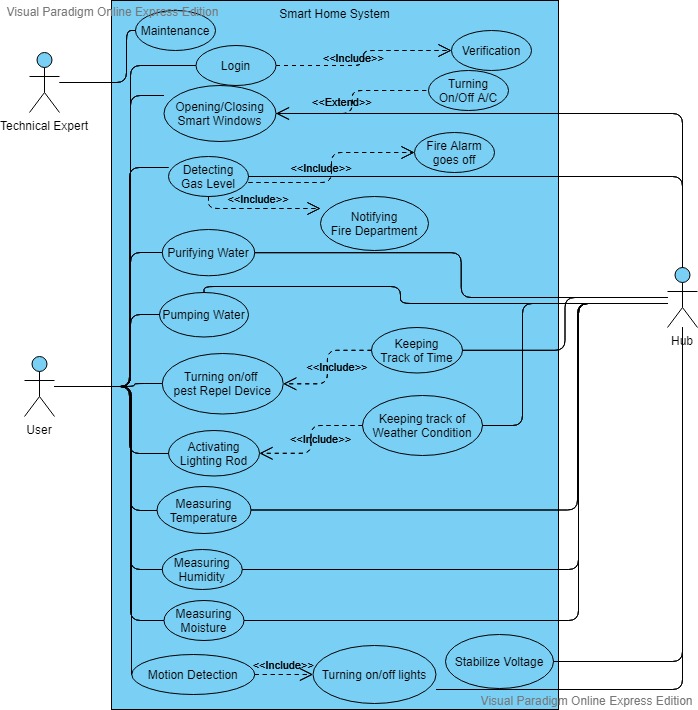 Visual Paradigm Online Express Edition
Smart Home System
Maintenance
Technical Expert
Login
<<Include>>
Verification
Opening/Closing
Smart Windows
<<Extend>>
Turning
On/Off A/C
Detecting
Gas Level
<<Include>>
Fire Alarm
goes off
<<Include>>
Notifying
Fire Department
Purifying Water
Pumping Water
Hub
Keeping
Track of Time
<<Include>>
Turning on/off
pest Repel Device
User
Keeping track of
Weather Condition
<<Include>>
Activating
Lighting Rod
Measuring
Temperature
Measuring
Humidity
Measuring
Moisture
Motion Detection
<<Include>>
Turning on/off lights
Stabilize Voltage
Visual Paradigm Online Express Edition